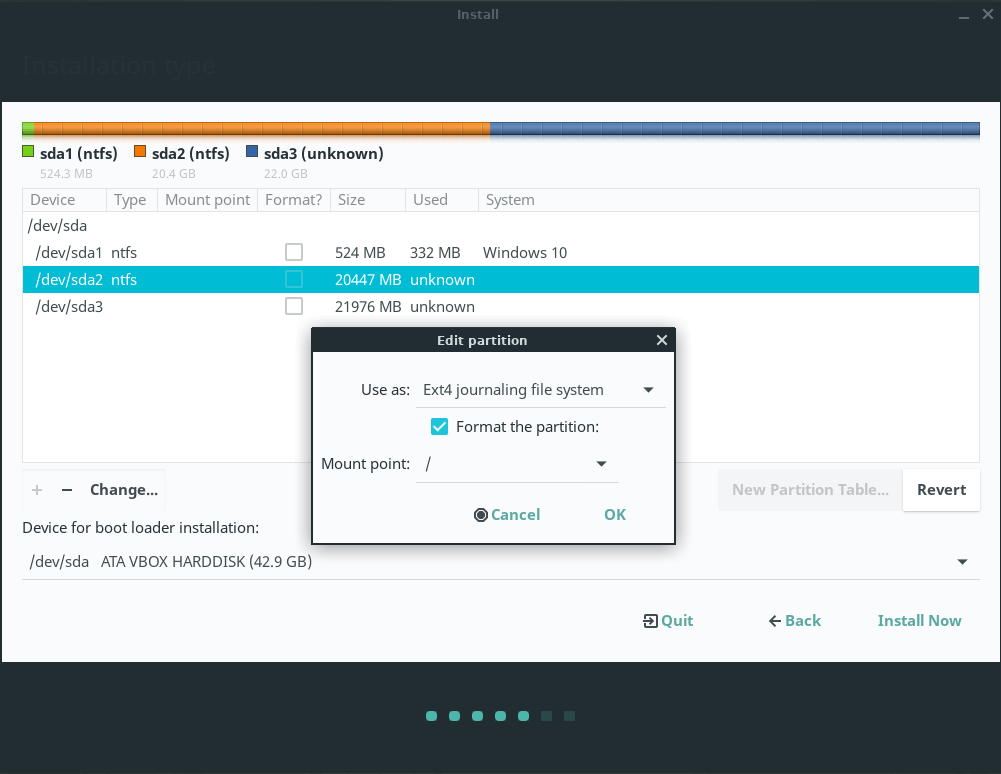 Install
Installation type
sda1 (ntfs) sda2 (ntfs) sda3 (unknown)
524.3 MB 20.4 GB 22.0 GB
Device Type Mount point Format? Size Used System
/dev/sda
/dev/sda1 ntfs 524 MB 332 MB Windows 10
/dev/sda2 ntfs 20447 MB unknown
/dev/sda3 21976 MB unknown
Edit partition
Use as: Ext4 journaling file system
Format the partition:
Mount point: /
Cancel OK
+ − Change... New Partition Table... Revert
Device for boot loader installation:
/dev/sda ATA VBOX HARDDISK (42.9 GB)
Quit Back Install Now